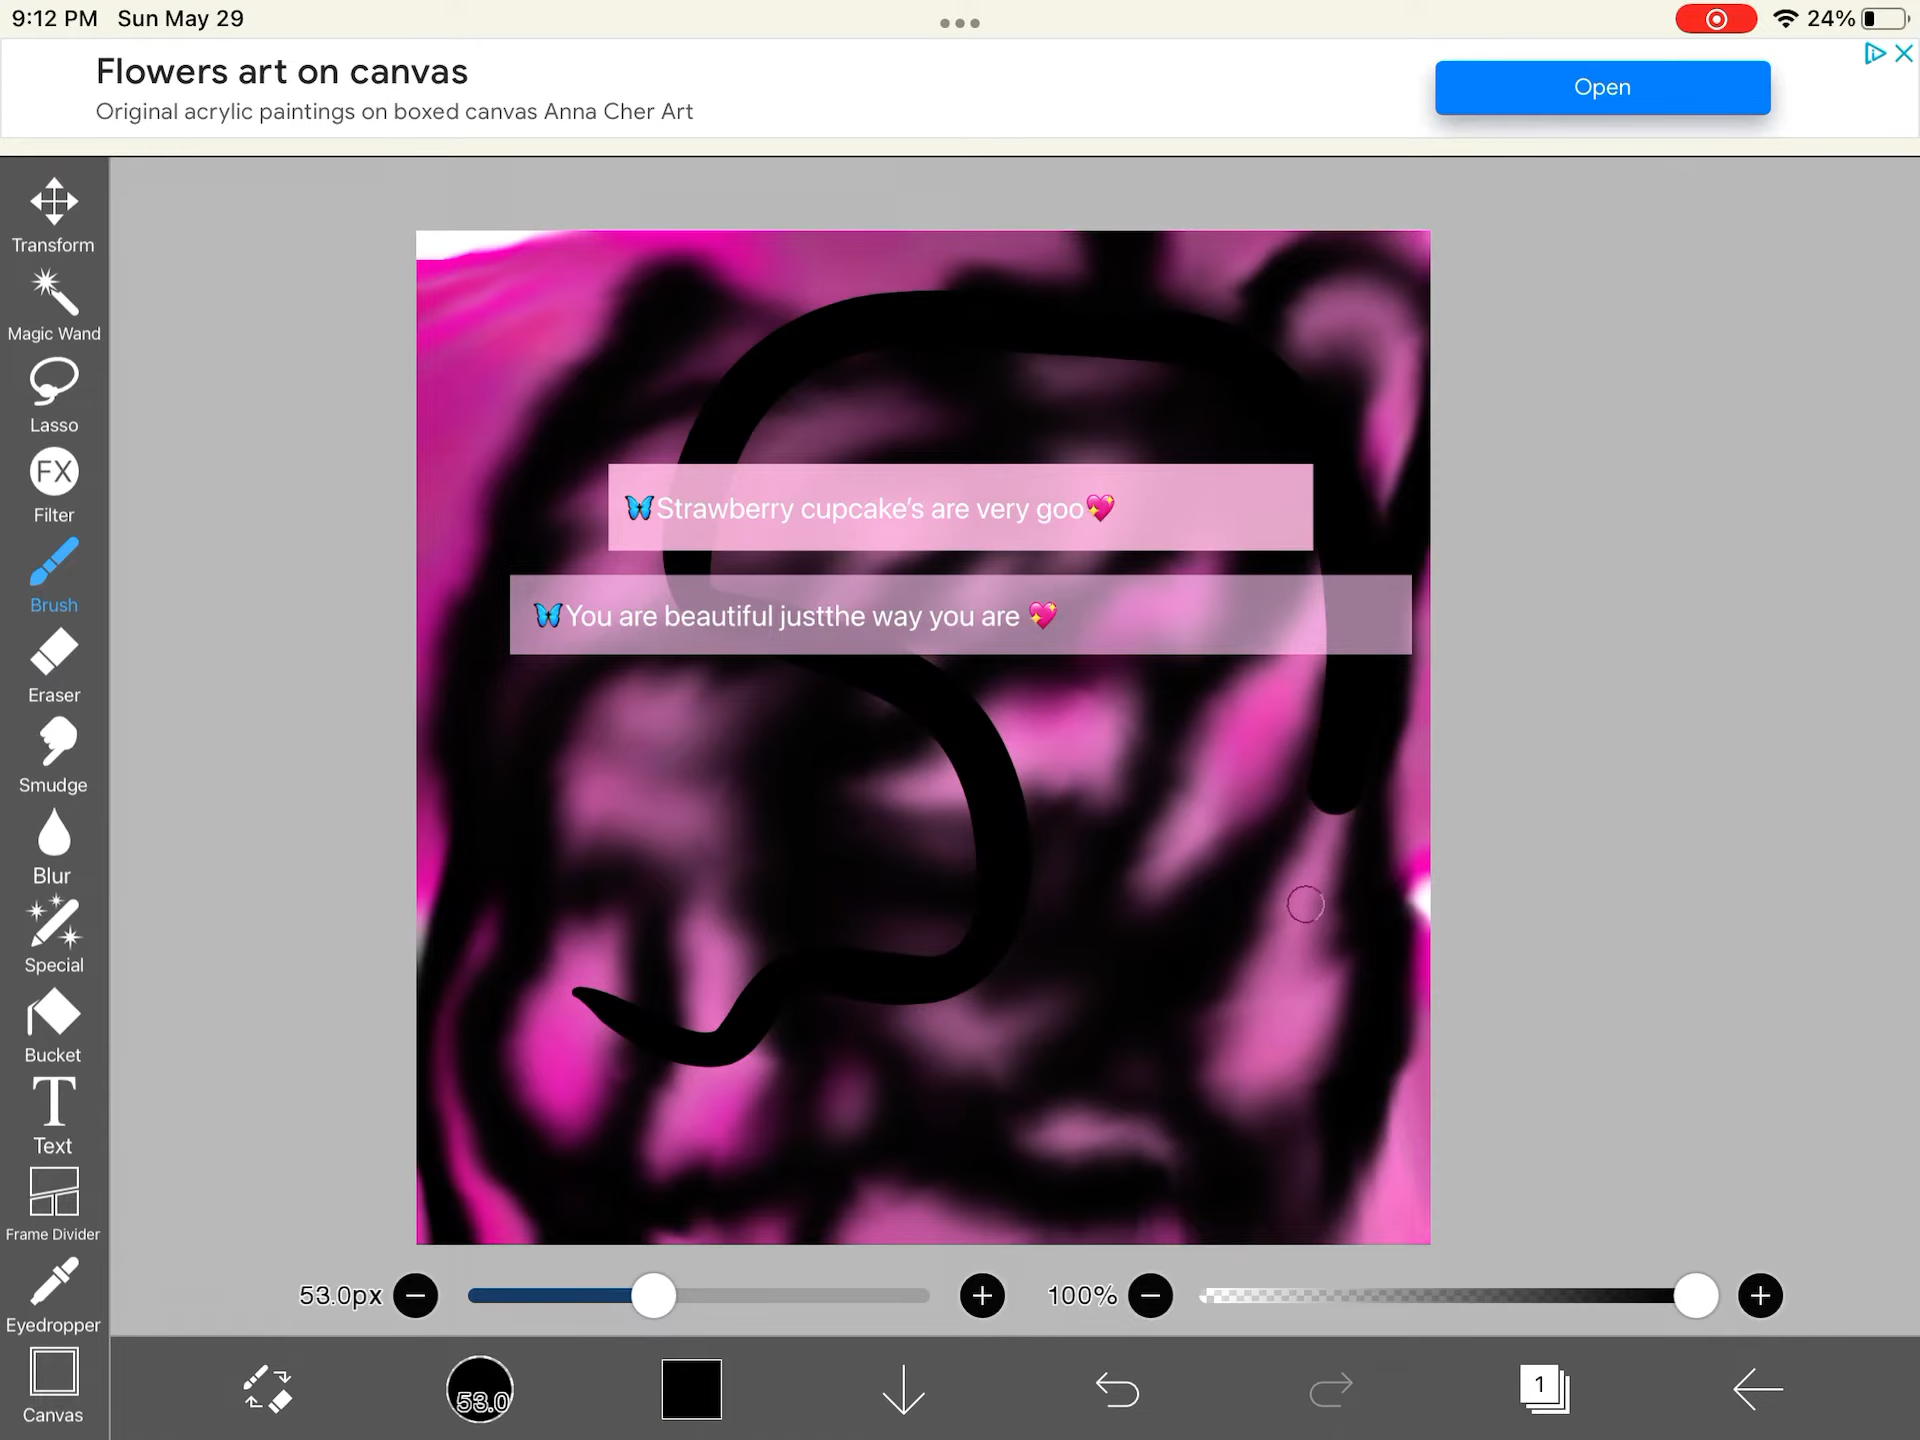 9:12 PM Sun May 29
24%
Flowers art on canvas
Original acrylic paintings on boxed canvas Anna Cher Art
Open
Transform
Magic Wand
Lasso
FX
Filter
Brush
Eraser
Smudge
Blur
Special
Bucket
T
Text
Frame Divider
Eyedropper
Canvas
🦋Strawberry cupcake’s are very goo💖
🦋You are beautiful justthe way you are 💖
53.0px
100%
53.0
1